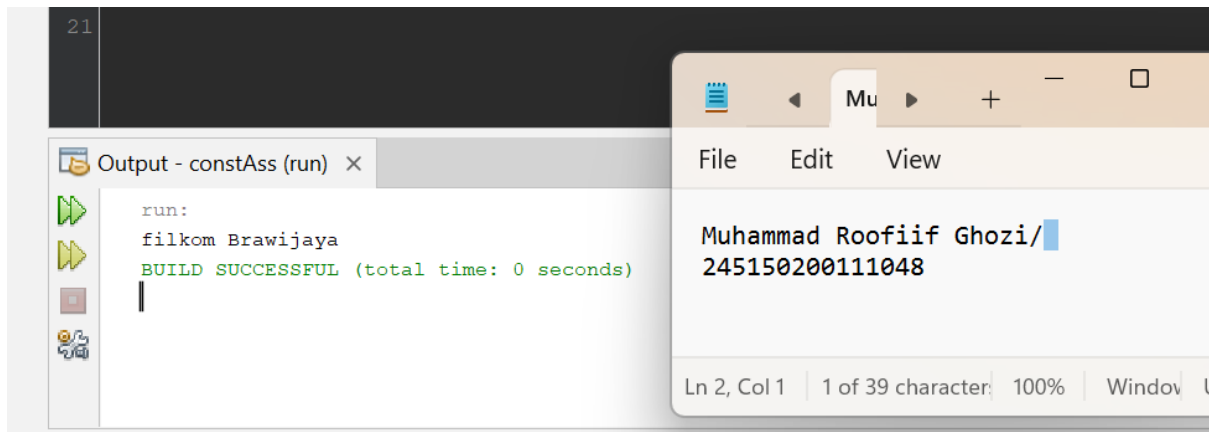 21
Output - constAss (run)
run:
filkom Brawijaya
BUILD SUCCESSFUL (total time: 0 seconds)
Mu
File Edit View
Muhammad Roofiif Ghozi/
245150200111048
Ln 2, Col 1 1 of 39 character 100% Window